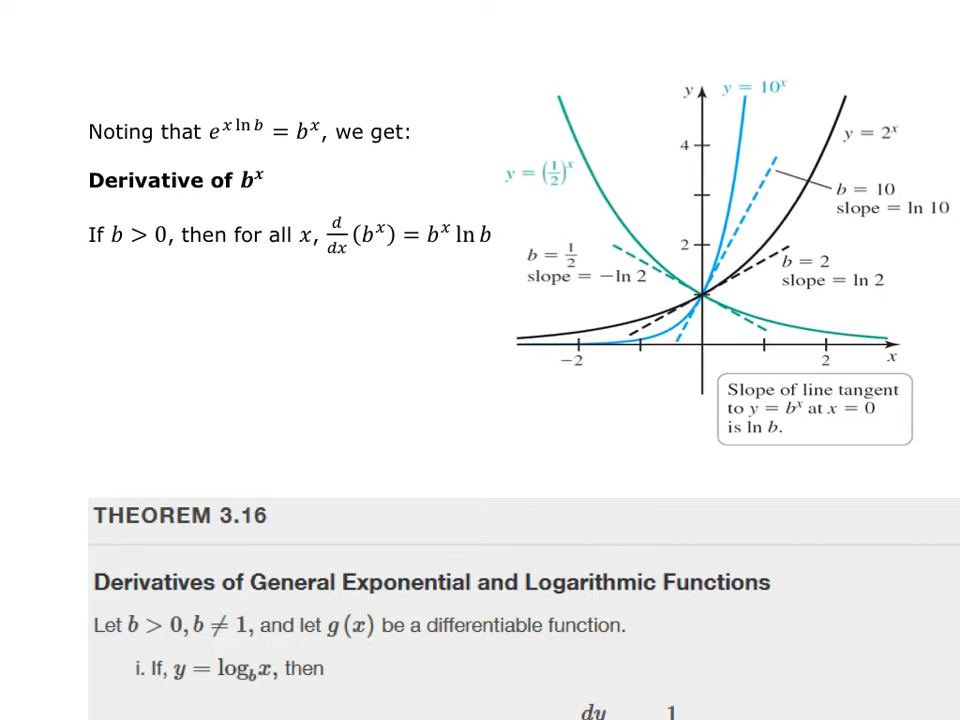 Noting that e^{x ln b} = b^x, we get:
Derivative of b^x
If b > 0, then for all x, d/dx (b^x) = b^x ln b
y
y = 10^x
y = 2^x
4
y = (1/2)^x
b = 10
slope = ln 10
2
b = 1/2
slope = −ln 2
b = 2
slope = ln 2
−2
2
x
Slope of line tangent
to y = b^x at x = 0
is ln b.
THEOREM 3.16
Derivatives of General Exponential and Logarithmic Functions
Let b > 0, b ≠ 1, and let g (x) be a differentiable function.
i. If, y = log_b x, then
dy 1